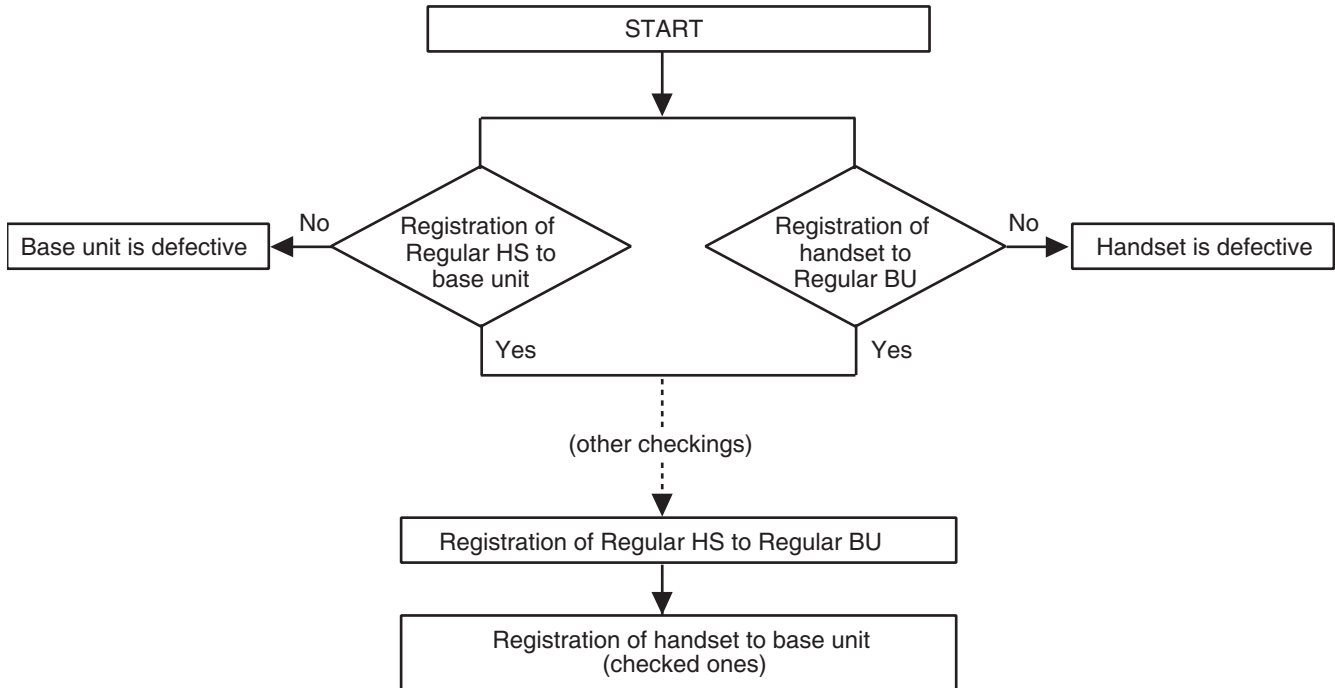 START
No
Registration of
Regular HS to
base unit
Registration of
handset to
Regular BU
No
Base unit is defective
Handset is defective
Yes
Yes
(other checkings)
Registration of Regular HS to Regular BU
Registration of handset to base unit
(checked ones)